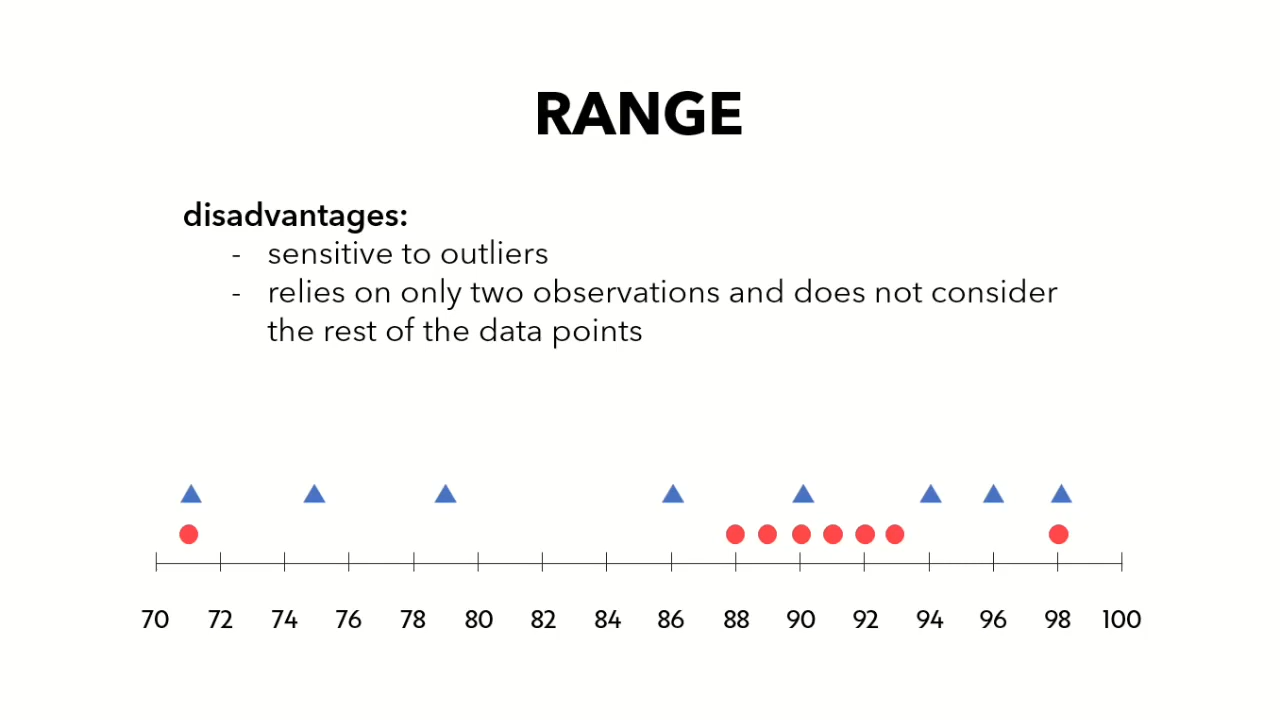 RANGE
disadvantages:
- sensitive to outliers
- relies on only two observations and does not consider
the rest of the data points
70 72 74 76 78 80 82 84 86 88 90 92 94 96 98 100